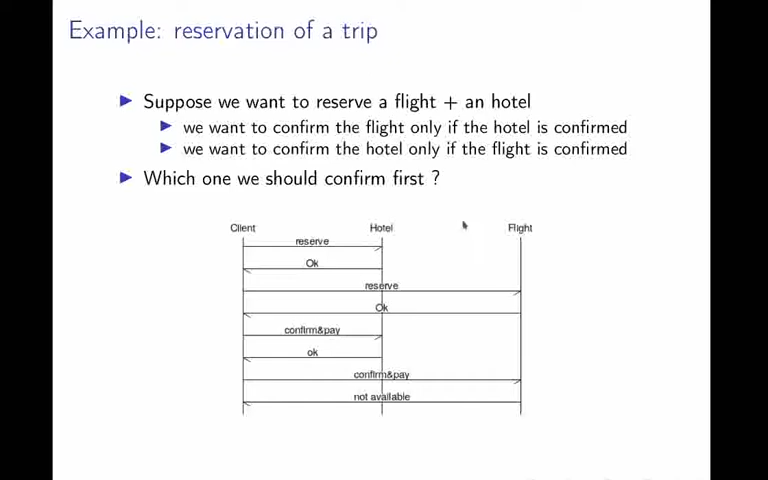 Example: reservation of a trip
Suppose we want to reserve a flight + an hotel
we want to confirm the flight only if the hotel is confirmed
we want to confirm the hotel only if the flight is confirmed
Which one we should confirm first ?
Client Hotel Flight
reserve
Ok
reserve
Ok
confirm&pay
ok
confirm&pay
not available